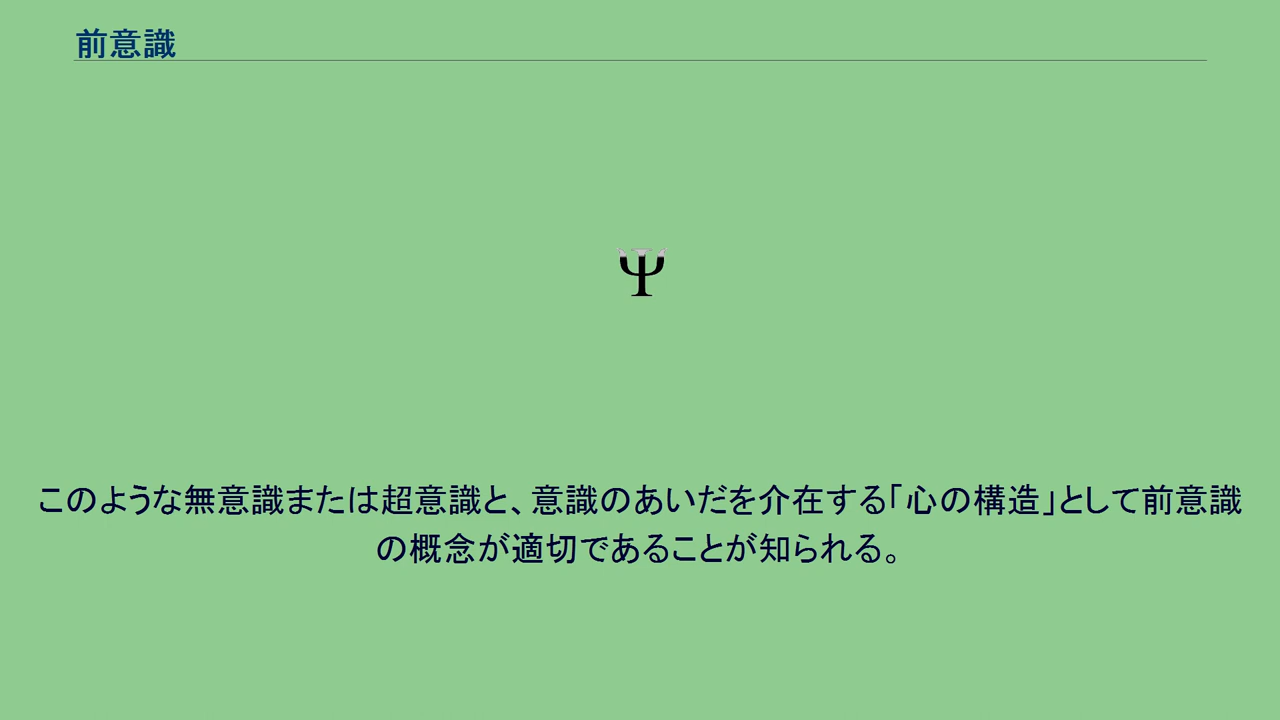 前意識
Ψ
このような無意識または超意識と、意識のあいだを介在する「心の構造」として前意識
の概念が適切であることが知られる。